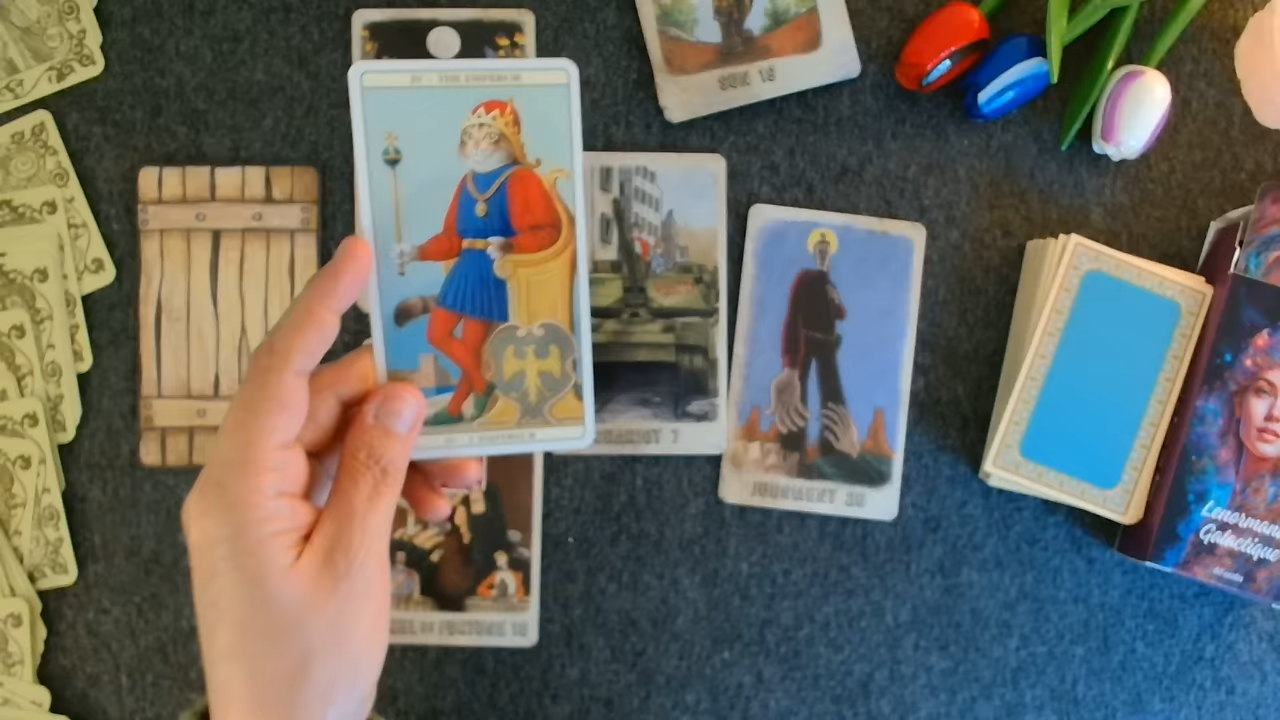 IV - THE EMPEROR
SUN 19
CHARIOT 7
JUDGMENT 20
WHEEL OF FORTUNE 10
Lenormand
Galactique